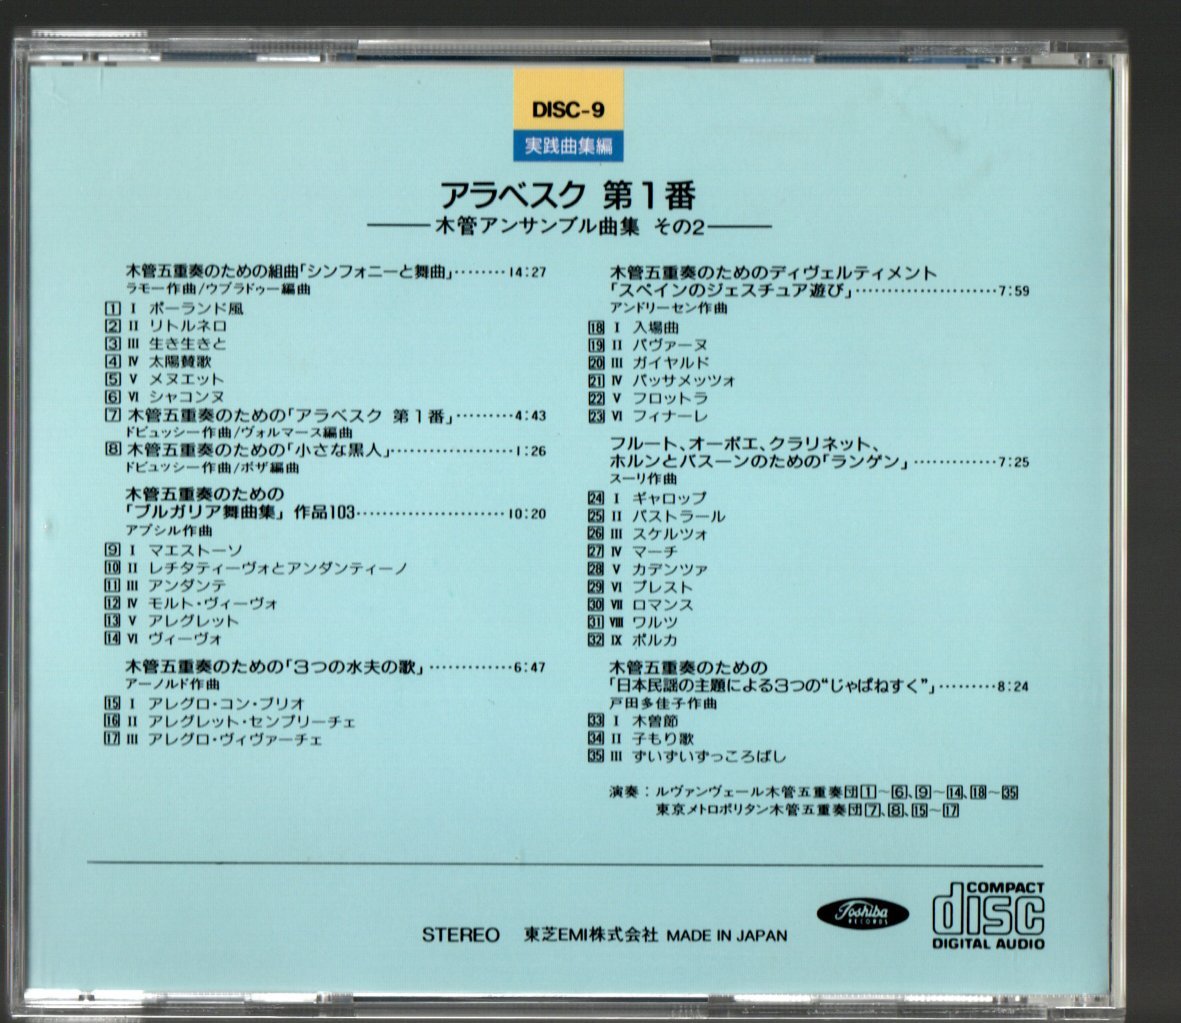 DISC-9
実践曲集編
アラベスク 第1番
木管アンサンブル曲集 その2
木管五重奏のための組曲「シンフォニーと舞曲」········14:27
ラモー作曲/ウブラドゥー編曲
1 I ポーランド風
2 II リトルネロ
3 III 生き生きと
4 IV 太陽賛歌
5 V メヌエット
6 VI シャコンヌ
7 木管五重奏のための「アラベスク 第1番」·········4:43
ドビュッシー作曲/ヴォルマース編曲
8 木管五重奏のための「小さな黒人」··················1:26
ドビュッシー作曲/ボザ編曲
木管五重奏のための
「ブルガリア舞曲集」 作品103······················10:20
アブシル作曲
9 I マエストーソ
10 II レチタティーヴォとアンダンティーノ
11 III アンダンテ
12 IV モルト・ヴィーヴォ
13 V アレグレット
14 VI ヴィーヴォ
木管五重奏のための「3つの水夫の歌」·············6:47
アーノルド作曲
15 I アレグロ・コン・ブリオ
16 II アレグレット・センプリーチェ
17 III アレグロ・ヴィヴァーチェ
木管五重奏のためのディヴェルティメント
「スペインのジェスチュア遊び」·····················7:59
アンドリーセン作曲
18 I 入場曲
19 II パヴァーヌ
20 III ガイヤルド
21 IV パッサメッツォ
22 V フロットラ
23 VI フィナーレ
フルート、オーボエ、クラリネット、
ホルンとバスーンのための「ランゲン」············7:25
スーリ作曲
24 I ギャロップ
25 II パストラール
26 III スケルツォ
27 IV マーチ
28 V カデンツァ
29 VI プレスト
30 VII ロマンス
31 VIII ワルツ
32 IX ポルカ
木管五重奏のための
「日本民謡の主題による3つの“じゃぱねすく”」·········8:24
戸田多佳子作曲
33 I 木曽節
34 II 子もり歌
35 III ずいずいずっころばし
演奏：ルヴァンヴェール木管五重奏団1〜6、9〜14、18〜35
東京メトロポリタン木管五重奏団7、8、15〜17
Toshiba
RECORDS
COMPACT
disc
DIGITAL AUDIO
STEREO 東芝EMI株式会社 MADE IN JAPAN